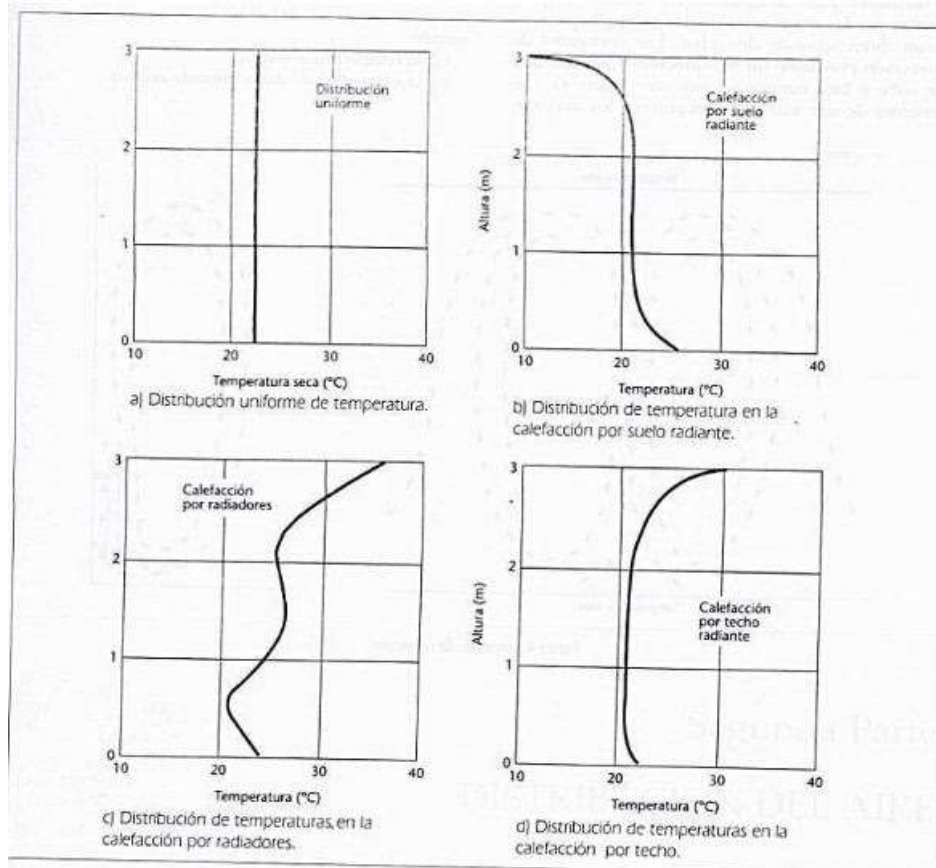 3
2
1
0
10
20
30
40
Distribución
uniforme
Temperatura seca (°C)
a) Distribución uniforme de temperatura.
Altura (m)
3
2
1
0
10
20
30
40
Calefacción
por suelo
radiante
Temperatura (°C)
b) Distribución de temperatura en la
calefacción por suelo radiante.
3
2
1
0
10
20
30
40
Calefacción
por radiadores
Temperatura (°C)
c) Distribución de temperaturas en la
calefacción por radiadores.
Altura (m)
3
2
1
0
10
20
30
40
Calefacción
por techo
radiante
Temperatura (°C)
d) Distribución de temperaturas en la
calefacción por techo.
Segunda Parte
DISTRIBUCIÓN DEL AIRE